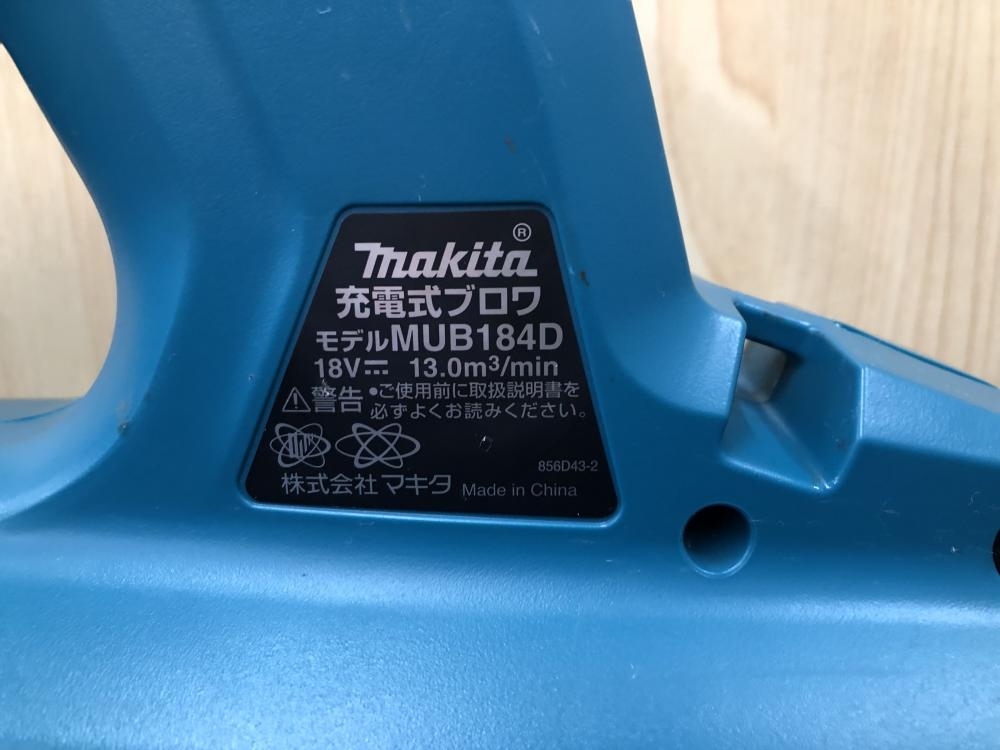 makita®
充電式ブロワ
モデルMUB184D
18V⎓ 13.0m³/min
⚠警告 •ご使用前に取扱説明書を
必ずよくお読みください。
856D43-2
株式会社マキタ Made in China